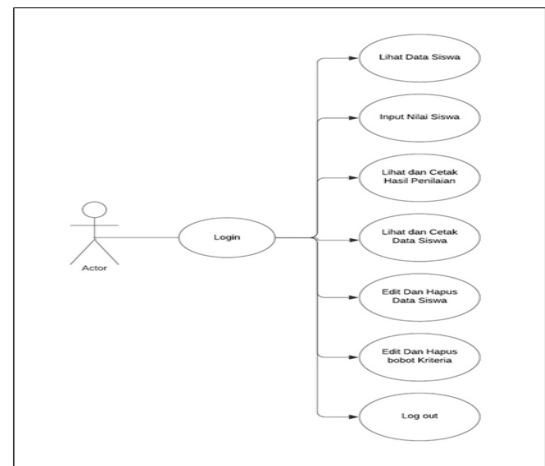 Lihat Data Siswa
Input Nilai Siswa
Lihat dan Cetak
Hasil Penilaian
Login
Actor
Lihat dan Cetak
Data Siswa
Edit Dan Hapus
Data Siswa
Edit Dan Hapus
bobot Kriteria
Log out